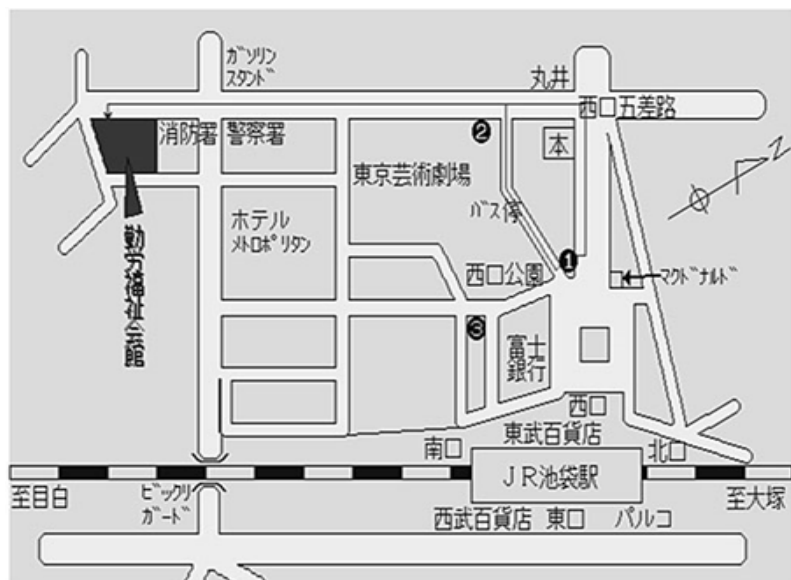 ガソリン
スタンド
丸井
西口五差路
消防署
警察署
❷
本
N
東京芸術劇場
バス停
ホテル
メトロポリタン
勤労福祉会館
西口公園
❶
マクドナルド
❸
富士
銀行
西口
東武百貨店
南口
北口
JR池袋駅
至目白
ビックリ
ガード
西武百貨店
東口
パルコ
至大塚